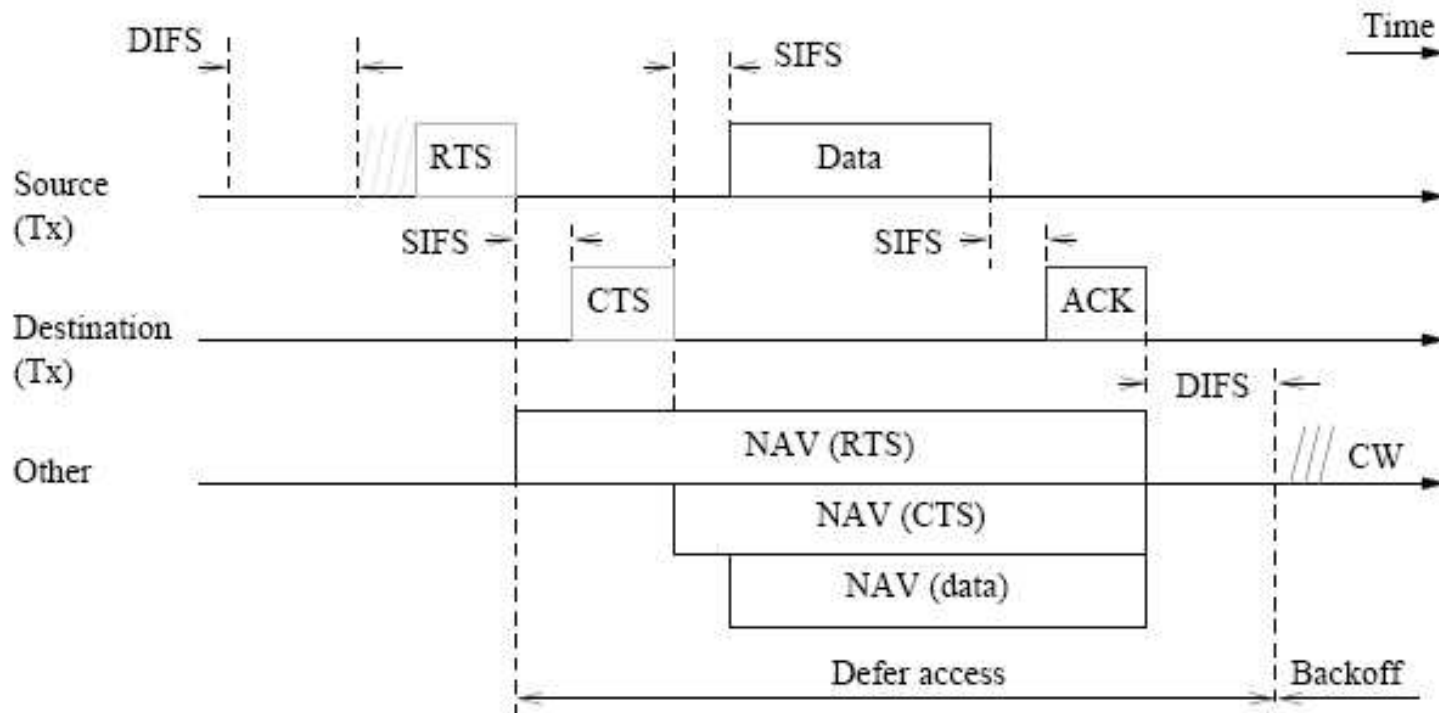 DIFS
SIFS
Time
RTS
Data
Source
(Tx)
SIFS
SIFS
CTS
ACK
Destination
(Tx)
DIFS
NAV (RTS)
CW
Other
NAV (CTS)
NAV (data)
Defer access
Backoff